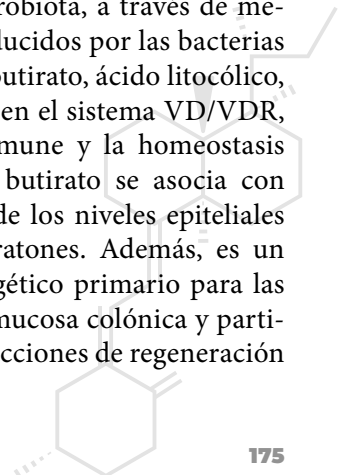 robiota, a través de me-
ducidos por las bacterias
butirato, ácido litocólico,
en el sistema VD/VDR,
mune y la homeostasis
butirato se asocia con
de los niveles epiteliales
ratones. Además, es un
gético primario para las
mucosa colónica y parti-
cciones de regeneración
175